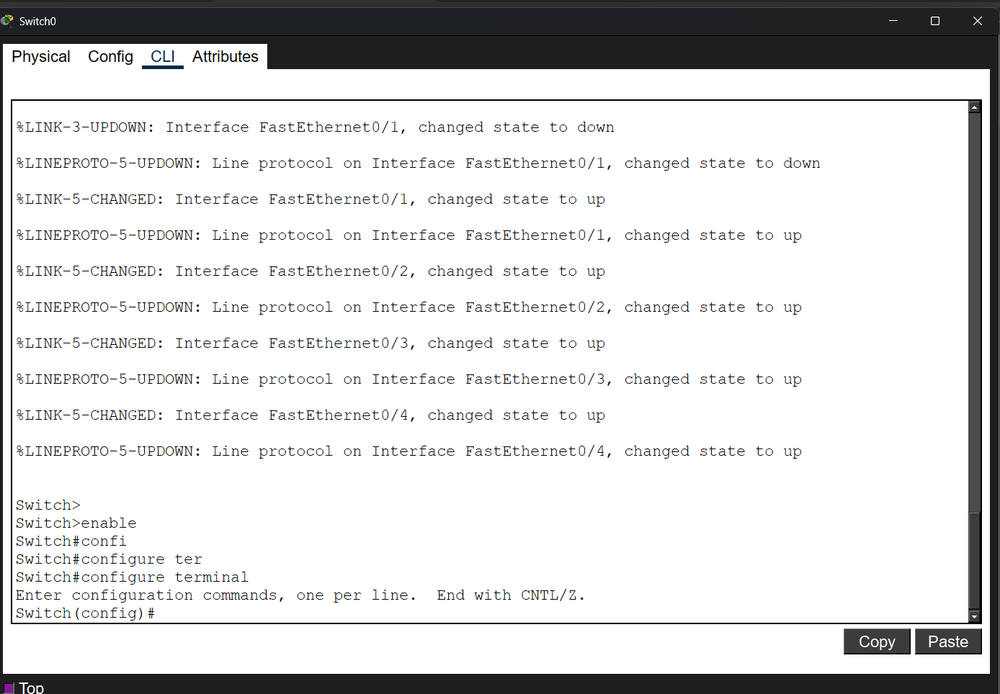 Switch0
Physical Config CLI Attributes
%LINK-3-UPDOWN: Interface FastEthernet0/1, changed state to down
%LINEPROTO-5-UPDOWN: Line protocol on Interface FastEthernet0/1, changed state to down
%LINK-5-CHANGED: Interface FastEthernet0/1, changed state to up
%LINEPROTO-5-UPDOWN: Line protocol on Interface FastEthernet0/1, changed state to up
%LINK-5-CHANGED: Interface FastEthernet0/2, changed state to up
%LINEPROTO-5-UPDOWN: Line protocol on Interface FastEthernet0/2, changed state to up
%LINK-5-CHANGED: Interface FastEthernet0/3, changed state to up
%LINEPROTO-5-UPDOWN: Line protocol on Interface FastEthernet0/3, changed state to up
%LINK-5-CHANGED: Interface FastEthernet0/4, changed state to up
%LINEPROTO-5-UPDOWN: Line protocol on Interface FastEthernet0/4, changed state to up
Switch>
Switch>enable
Switch#confi
Switch#configure ter
Switch#configure terminal
Enter configuration commands, one per line.  End with CNTL/Z.
Switch(config)#
Copy Paste
Top